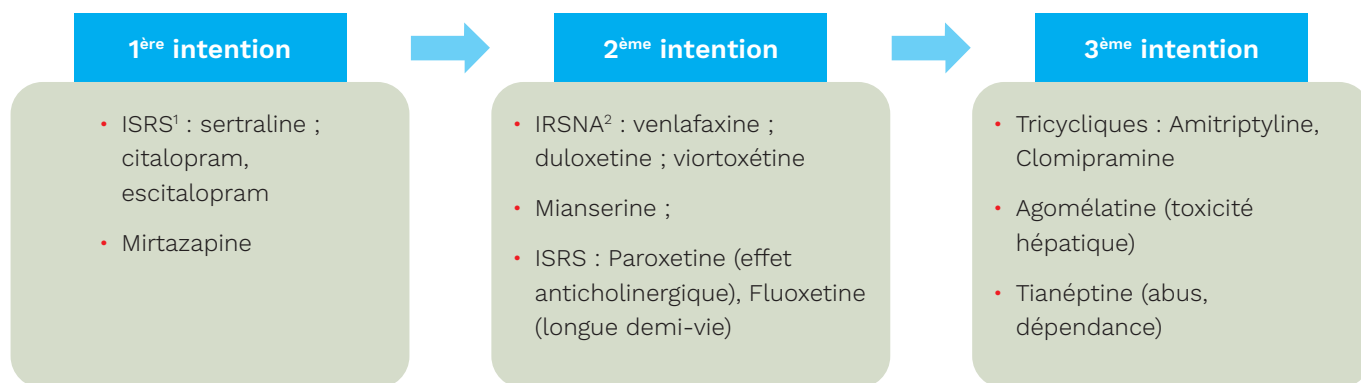 1ère intention
• ISRS¹ : sertraline ;
citalopram,
escitalopram
• Mirtazapine
2ème intention
• IRSNA² : venlafaxine ;
duloxetine ; viortoxétine
• Mianserine ;
• ISRS : Paroxetine (effet
anticholinergique), Fluoxetine
(longue demi-vie)
3ème intention
• Tricycliques : Amitriptyline,
Clomipramine
• Agomélatine (toxicité
hépatique)
• Tianéptine (abus,
dépendance)